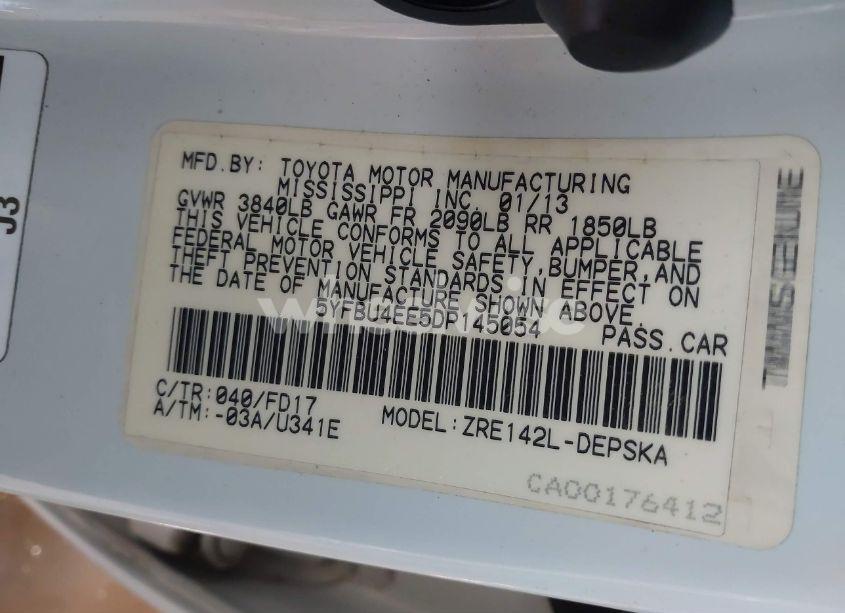 MFD.BY: TOYOTA MOTOR MANUFACTURING
MISSISSIPPI INC. 01/13
GVWR 3840LB GAWR FR 2090LB RR 1850LB
THIS VEHICLE CONFORMS TO ALL APPLICABLE
FEDERAL MOTOR VEHICLE SAFETY,BUMPER,AND
THEFT PREVENTION STANDARDS IN EFFECT ON
THE DATE OF MANUFACTURE SHOWN ABOVE.
5YFBU4EE5DP145054 PASS.CAR
C/TR:040/FD17
A/TM:-03A/U341E
MODEL:ZRE142L-DEPSKA
CA00176412
J3